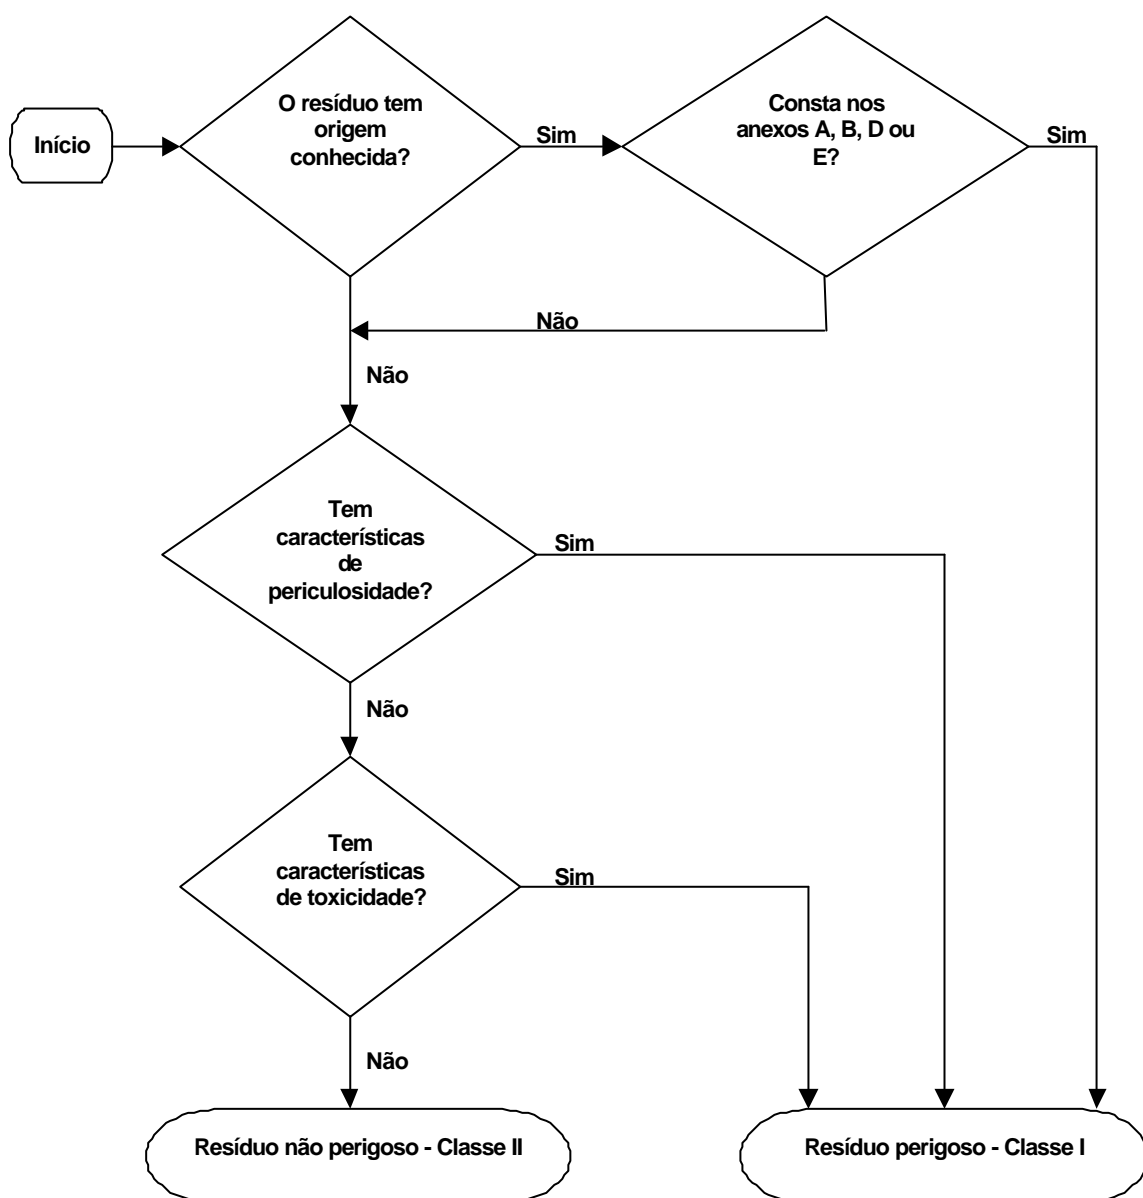 O resíduo tem
origem
conhecida?
Consta nos
anexos A, B, D ou
E?
Início
Sim
Sim
Não
Não
Tem
características
de
periculosidade?
Sim
Não
Tem
características
de toxicidade?
Sim
Não
Resíduo não perigoso - Classe II
Resíduo perigoso - Classe I